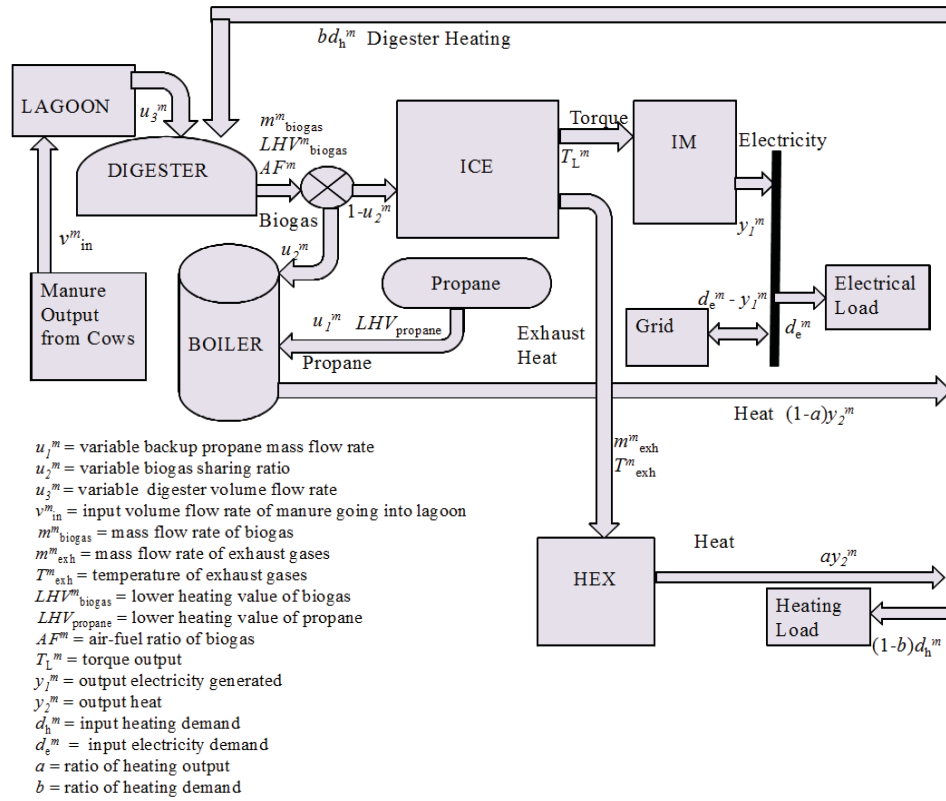 bd_h^m Digester Heating
LAGOON
u_3^m
m^m_biogas
LHV^m_biogas
AF^m
DIGESTER
Biogas
1-u_2^m
u_2^m
ICE
Torque
T_L^m
IM
Electricity
y_1^m
v^m_in
Manure
Output
from Cows
BOILER
Propane
u_1^m
LHV_propane
Propane
Exhaust
Heat
Grid
d_e^m - y_1^m
d_e^m
Electrical
Load
Heat (1-a)y_2^m
m^m_exh
T^m_exh
HEX
Heat
ay_2^m
Heating
Load
(1-b)d_h^m
u_1^m = variable backup propane mass flow rate
u_2^m = variable biogas sharing ratio
u_3^m = variable digester volume flow rate
v^m_in = input volume flow rate of manure going into lagoon
m^m_biogas = mass flow rate of biogas
m^m_exh = mass flow rate of exhaust gases
T^m_exh = temperature of exhaust gases
LHV^m_biogas = lower heating value of biogas
LHV_propane = lower heating value of propane
AF^m = air-fuel ratio of biogas
T_L^m = torque output
y_1^m = output electricity generated
y_2^m = output heat
d_h^m = input heating demand
d_e^m = input electricity demand
a = ratio of heating output
b = ratio of heating demand